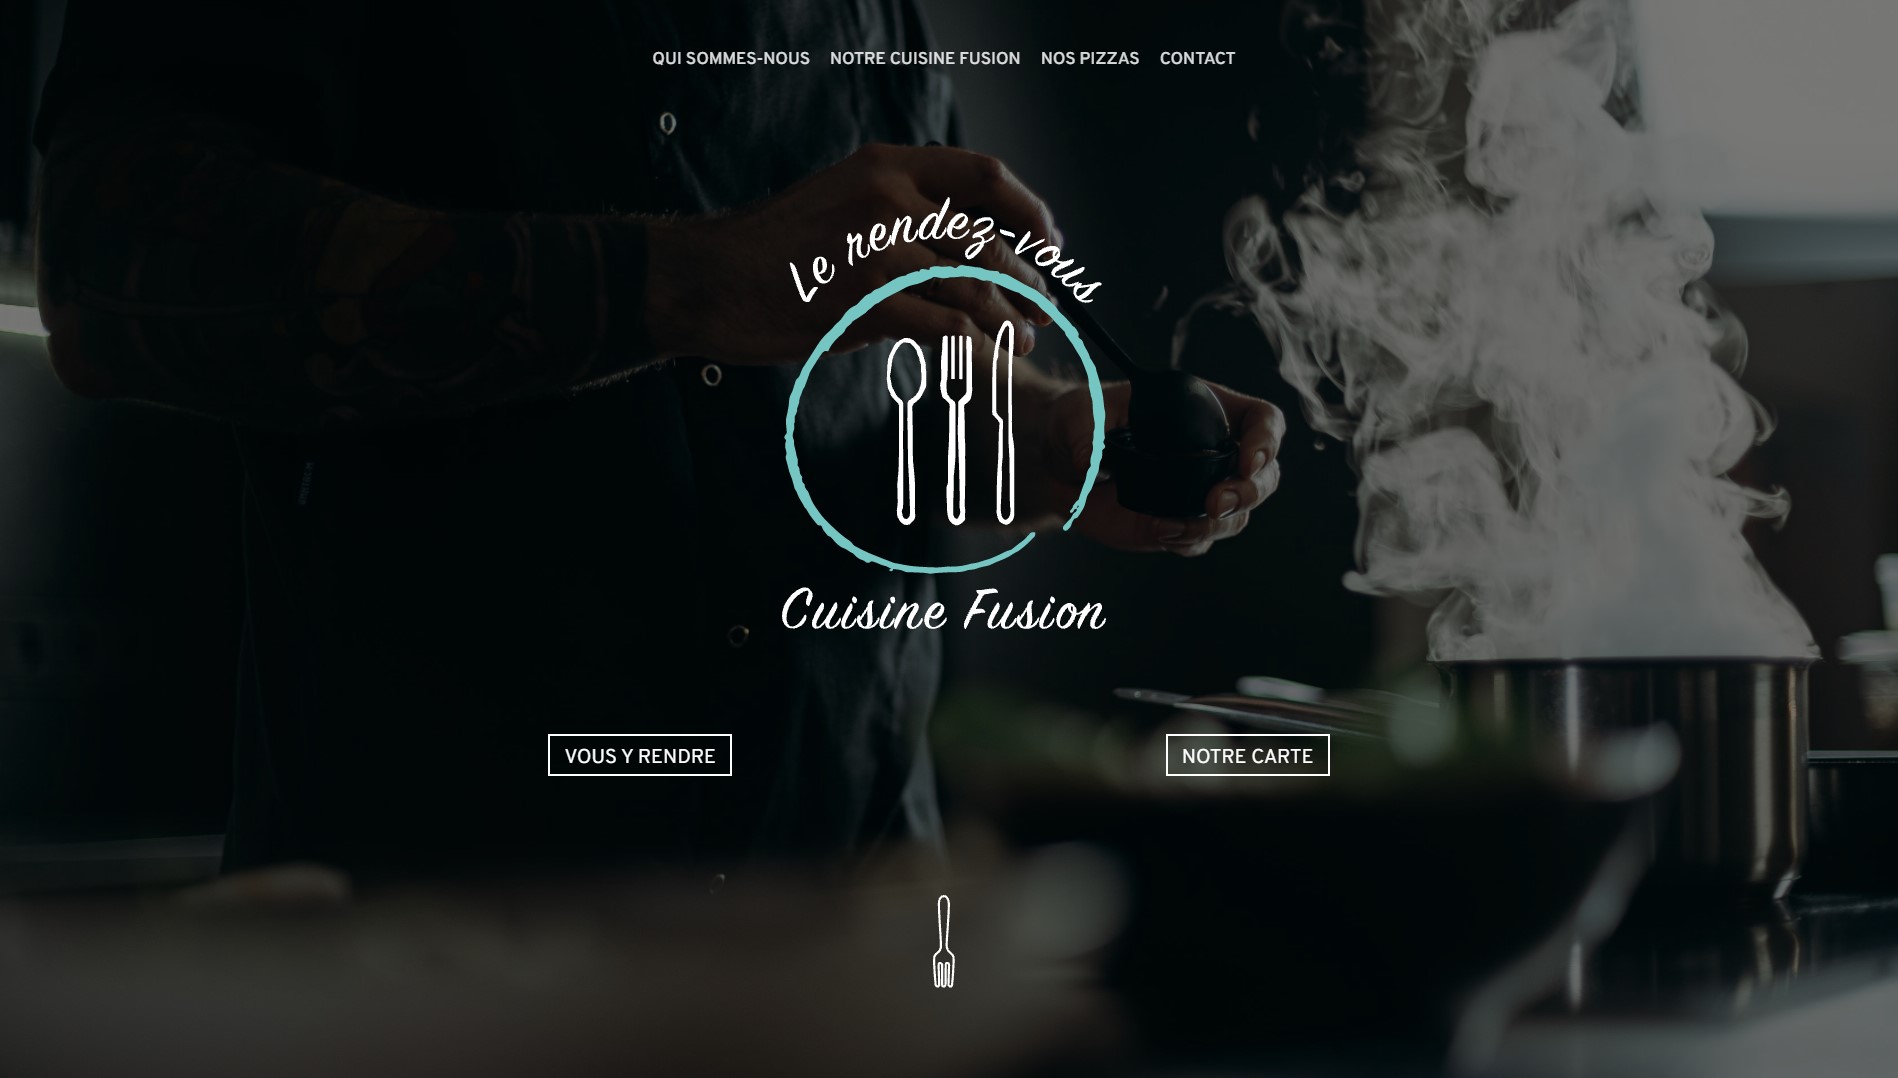 QUI SOMMES-NOUS NOTRE CUISINE FUSION NOS PIZZAS CONTACT
Le rendez-vous
Cuisine Fusion
VOUS Y RENDRE
NOTRE CARTE